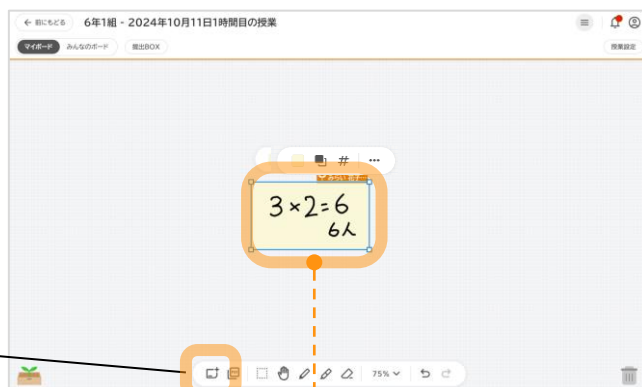 ← 前にもどる 6年1組 - 2024年10月11日1時間目の授業
マイボード みんなのボード 提出BOX 授業設定
#
3×2=6
6人
75%